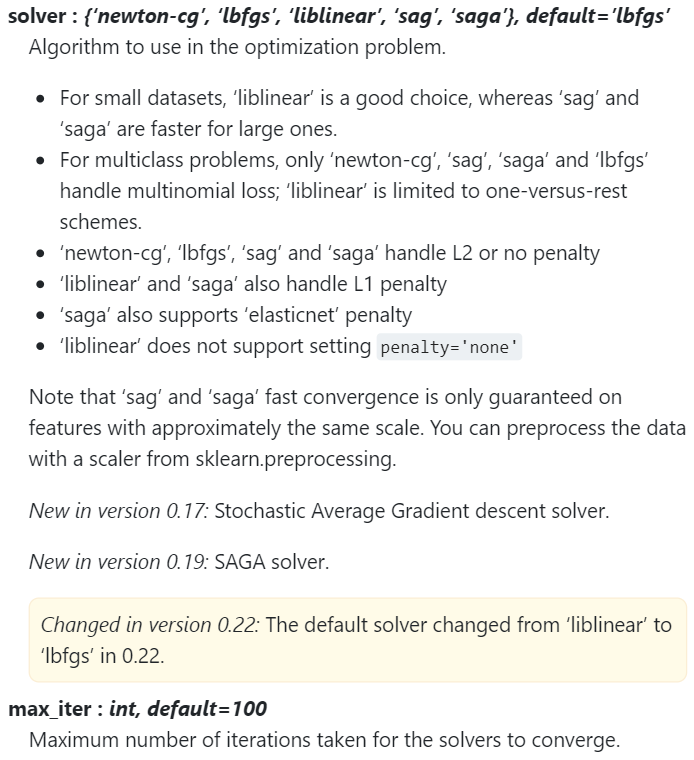 solver : {‘newton-cg’, ‘lbfgs’, ‘liblinear’, ‘sag’, ‘saga’}, default=’lbfgs’
Algorithm to use in the optimization problem.
• For small datasets, ‘liblinear’ is a good choice, whereas ‘sag’ and
‘saga’ are faster for large ones.
• For multiclass problems, only ‘newton-cg’, ‘sag’, ‘saga’ and ‘lbfgs’
handle multinomial loss; ‘liblinear’ is limited to one-versus-rest
schemes.
• ‘newton-cg’, ‘lbfgs’, ‘sag’ and ‘saga’ handle L2 or no penalty
• ‘liblinear’ and ‘saga’ also handle L1 penalty
• ‘saga’ also supports ‘elasticnet’ penalty
• ‘liblinear’ does not support setting penalty='none'
Note that ‘sag’ and ‘saga’ fast convergence is only guaranteed on
features with approximately the same scale. You can preprocess the data
with a scaler from sklearn.preprocessing.
New in version 0.17: Stochastic Average Gradient descent solver.
New in version 0.19: SAGA solver.
Changed in version 0.22: The default solver changed from ‘liblinear’ to
‘lbfgs’ in 0.22.
max_iter : int, default=100
Maximum number of iterations taken for the solvers to converge.